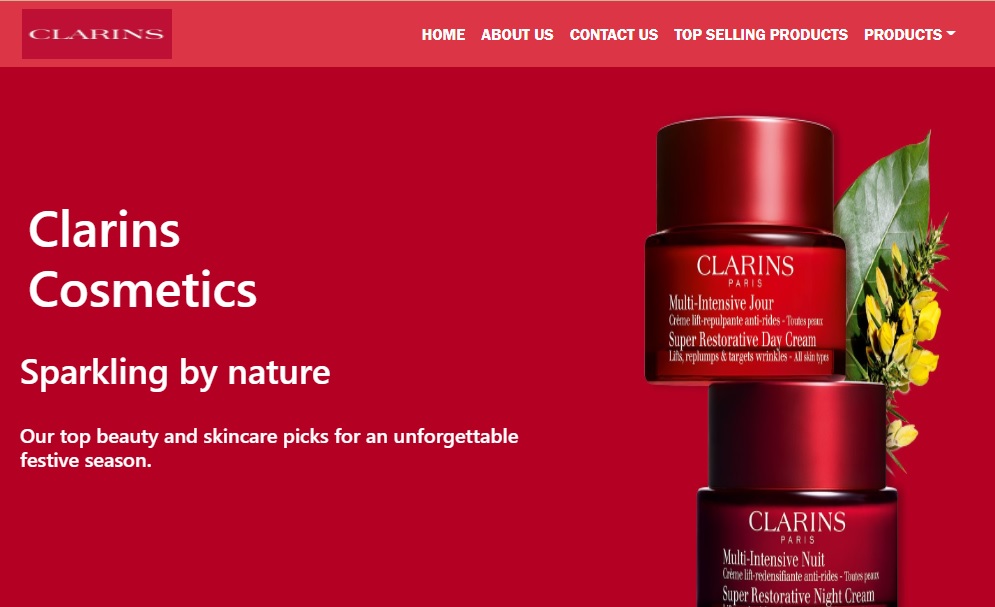 CLARINS
HOME ABOUT US CONTACT US TOP SELLING PRODUCTS PRODUCTS
Clarins
Cosmetics
Sparkling by nature
Our top beauty and skincare picks for an unforgettable
festive season.
CLARINS
PARIS
Multi-Intensive Jour
Crème lift-repulpante anti-rides - Toutes peaux
Super Restorative Day Cream
Lifts, replumps & targets wrinkles - All skin types
CLARINS
PARIS
Multi-Intensive Nuit
Crème lift-redensifiante anti-rides - Toutes peaux
Super Restorative Night Cream